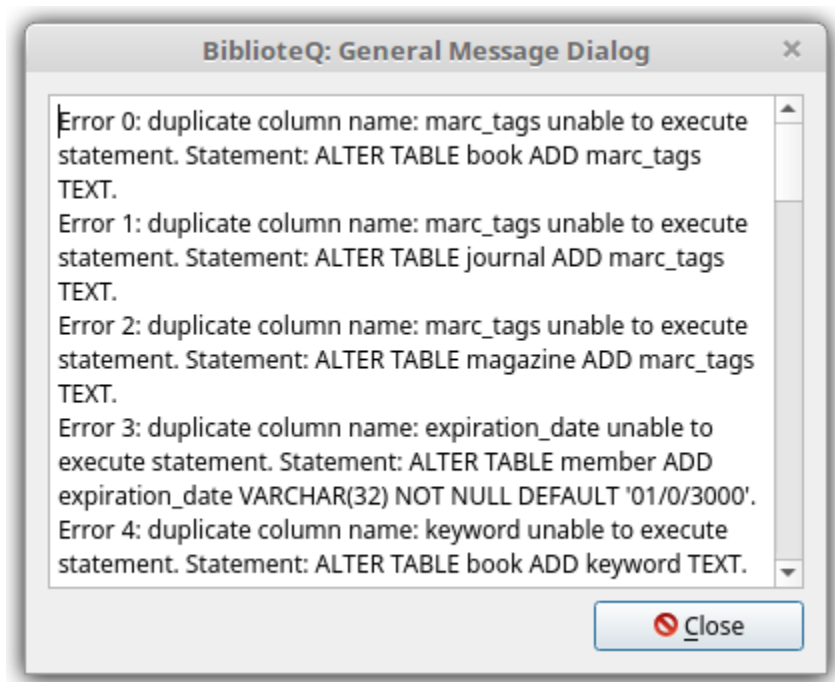 BiblioteQ: General Message Dialog
Error 0: duplicate column name: marc_tags unable to execute
statement. Statement: ALTER TABLE book ADD marc_tags
TEXT.
Error 1: duplicate column name: marc_tags unable to execute
statement. Statement: ALTER TABLE journal ADD marc_tags
TEXT.
Error 2: duplicate column name: marc_tags unable to execute
statement. Statement: ALTER TABLE magazine ADD marc_tags
TEXT.
Error 3: duplicate column name: expiration_date unable to
execute statement. Statement: ALTER TABLE member ADD
expiration_date VARCHAR(32) NOT NULL DEFAULT '01/0/3000'.
Error 4: duplicate column name: keyword unable to execute
statement. Statement: ALTER TABLE book ADD keyword TEXT.
Close